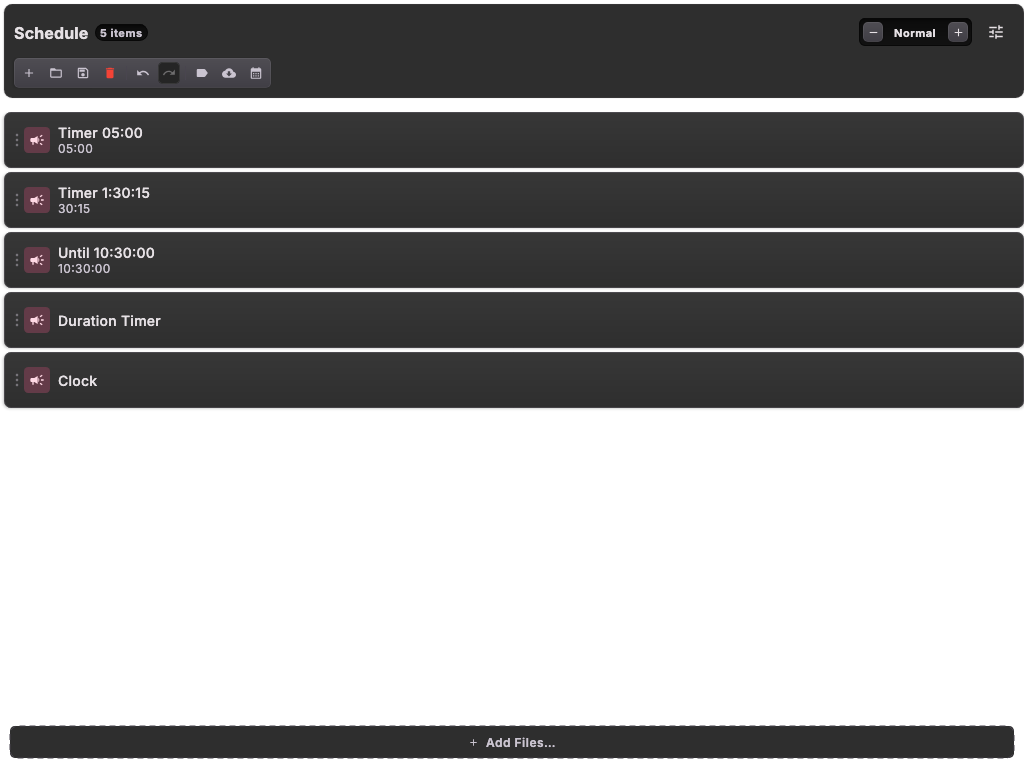 Schedule 5 items
− Normal +
Timer 05:00
05:00
Timer 1:30:15
30:15
Until 10:30:00
10:30:00
Duration Timer
Clock
+ Add Files...